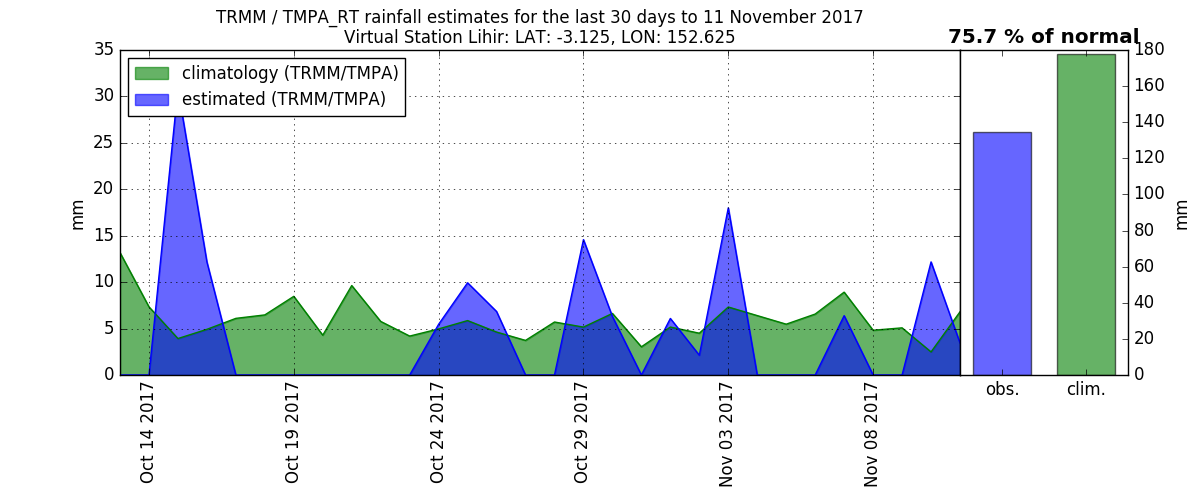 TRMM / TMPA_RT rainfall estimates for the last 30 days to 11 November 2017
Virtual Station Lihir: LAT: -3.125, LON: 152.625
75.7 % of normal
climatology (TRMM/TMPA)
estimated (TRMM/TMPA)
35
30
25
20
15
10
5
0
mm
Oct 14 2017
Oct 19 2017
Oct 24 2017
Oct 29 2017
Nov 03 2017
Nov 08 2017
obs.
clim.
180
160
140
120
100
80
60
40
20
0
mm